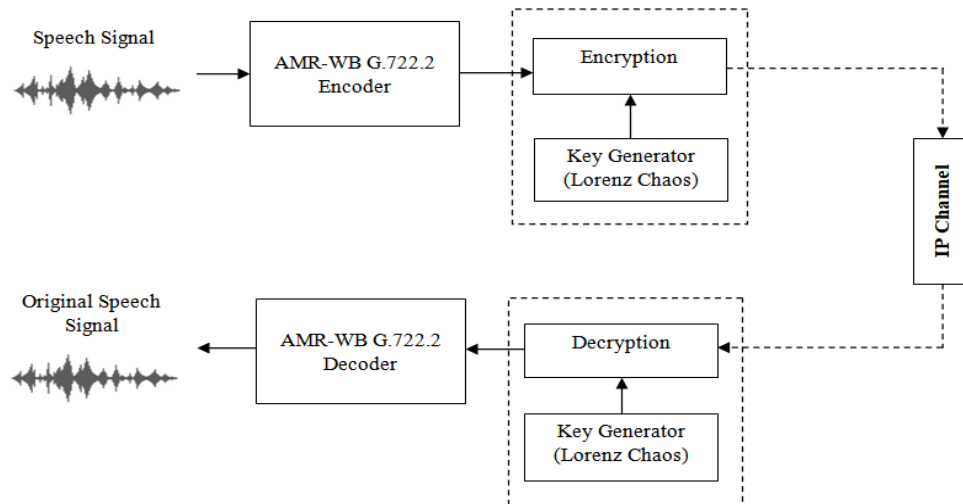 Speech Signal
AMR-WB G.722.2
Encoder
Encryption
Key Generator
(Lorenz Chaos)
IP Channel
Original Speech
Signal
AMR-WB G.722.2
Decoder
Decryption
Key Generator
(Lorenz Chaos)